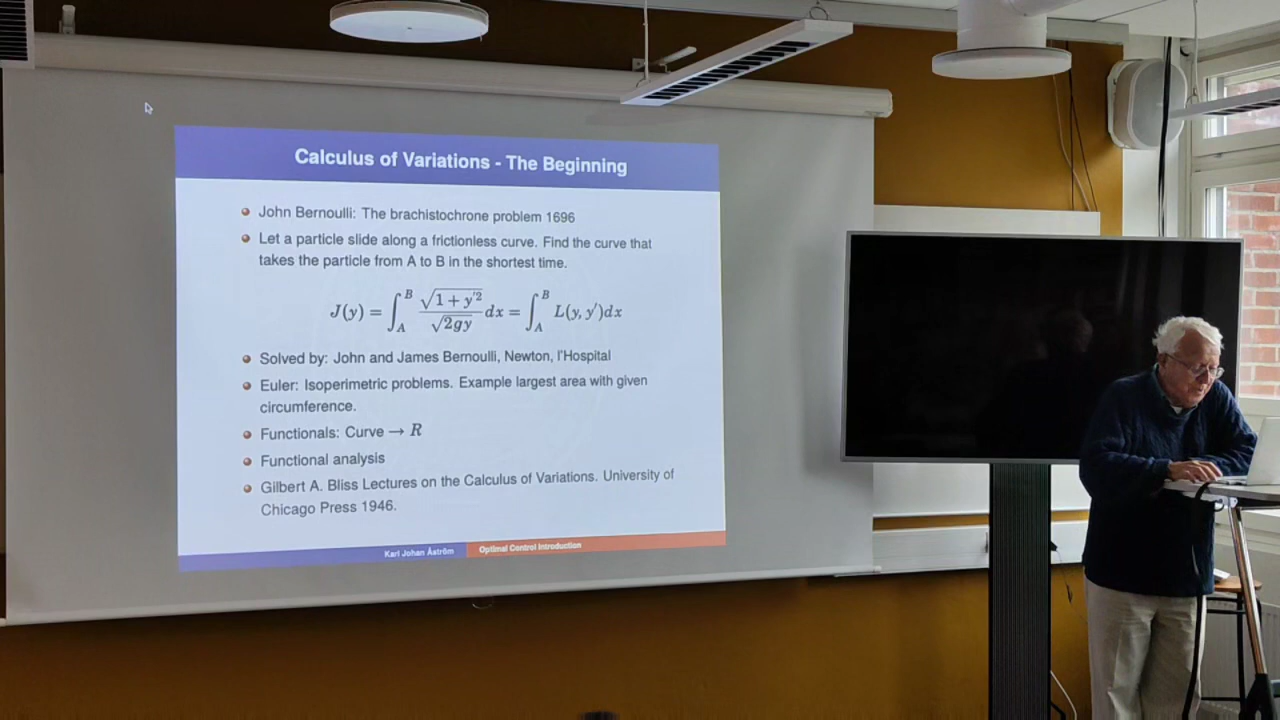 Calculus of Variations - The Beginning
John Bernoulli: The brachistochrone problem 1696
Let a particle slide along a frictionless curve. Find the curve that
takes the particle from A to B in the shortest time.
J(y) = ∫_A^B √(1 + y'²) / √(2gy) dx = ∫_A^B L(y, y')dx
Solved by: John and James Bernoulli, Newton, l'Hospital
Euler: Isoperimetric problems. Example largest area with given
circumference.
Functionals: Curve → R
Functional analysis
Gilbert A. Bliss Lectures on the Calculus of Variations. University of
Chicago Press 1946.
Karl Johan Åström
Optimal Control Introduction